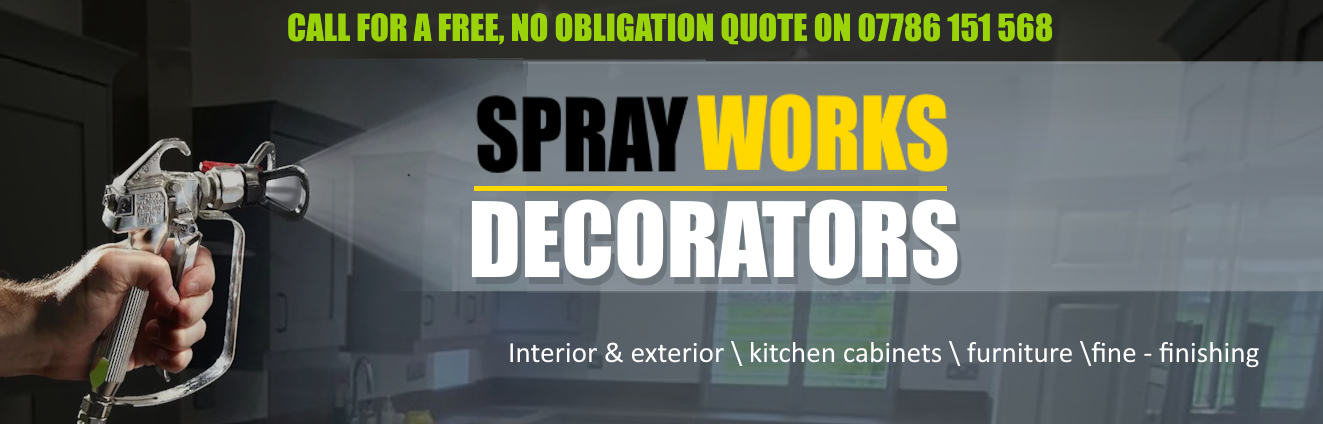 CALL FOR A FREE, NO OBLIGATION QUOTE ON 07786 151 568
SPRAY WORKS
DECORATORS
Interior & exterior \ kitchen cabinets \ furniture \fine - finishing